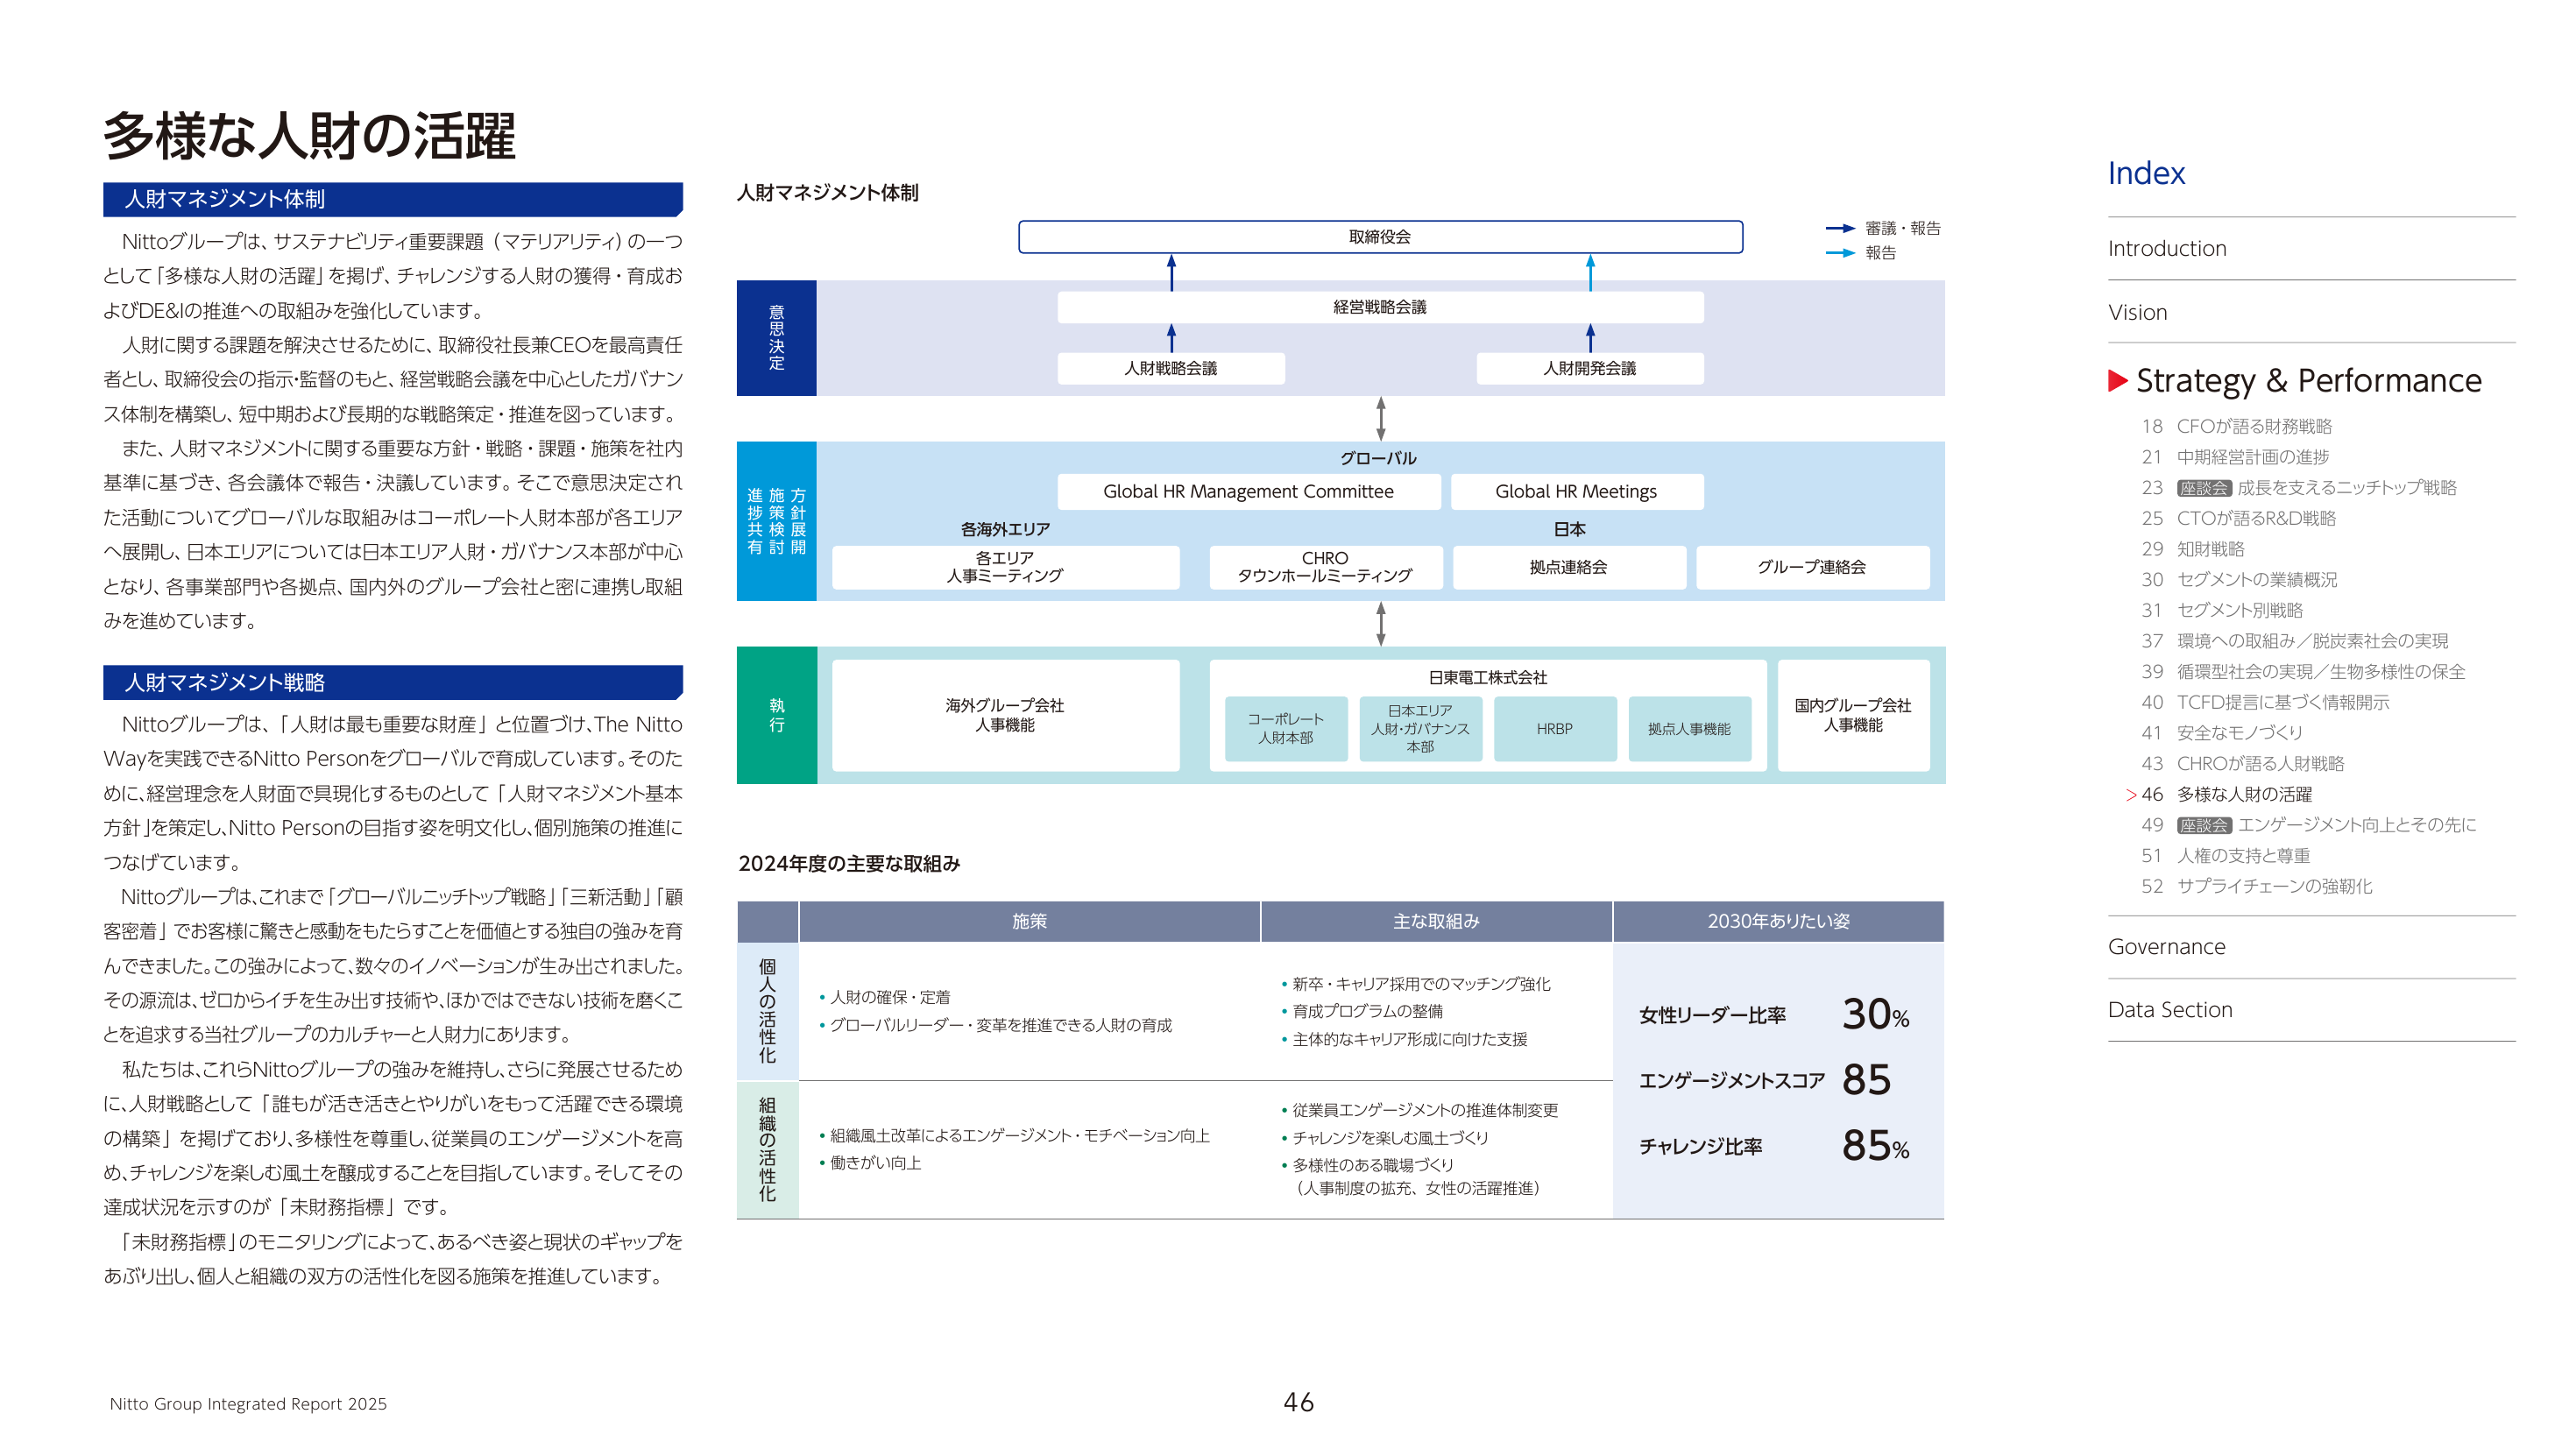 多様な人財の活躍
人財マネジメント体制
Nittoグループは、サステナビリティ重要課題（マテリアリティ）の一つ
として「多様な人財の活躍」を掲げ、チャレンジする人財の獲得・育成お
よびDE&Iの推進への取組みを強化しています。
人財に関する課題を解決させるために、取締役社長兼CEOを最高責任
者とし、取締役会の指示・監督のもと、経営戦略会議を中心としたガバナン
ス体制を構築し、短中期および長期的な戦略策定・推進を図っています。
また、人財マネジメントに関する重要な方針・戦略・課題・施策を社内
基準に基づき、各会議体で報告・決議しています。そこで意思決定され
た活動についてグローバルな取組みはコーポレート人財本部が各エリア
へ展開し、日本エリアについては日本エリア人財・ガバナンス本部が中心
となり、各事業部門や各拠点、国内外のグループ会社と密に連携し取組
みを進めています。
人財マネジメント戦略
Nittoグループは、「人財は最も重要な財産」と位置づけ、The Nitto
Wayを実践できるNitto Personをグローバルで育成しています。そのた
めに、経営理念を人財面で具現化するものとして「人財マネジメント基本
方針」を策定し、Nitto Personの目指す姿を明文化し、個別施策の推進に
つなげています。
Nittoグループは、これまで「グローバルニッチトップ戦略」「三新活動」「顧
客密着」でお客様に驚きと感動をもたらすことを価値とする独自の強みを育
んできました。この強みによって、数々のイノベーションが生み出されました。
その源流は、ゼロからイチを生み出す技術や、ほかではできない技術を磨くこ
とを追求する当社グループのカルチャーと人財力にあります。
私たちは、これらNittoグループの強みを維持し、さらに発展させるため
に、人財戦略として「誰もが活き活きとやりがいをもって活躍できる環境
の構築」を掲げており、多様性を尊重し、従業員のエンゲージメントを高
め、チャレンジを楽しむ風土を醸成することを目指しています。そしてその
達成状況を示すのが「未財務指標」です。
「未財務指標」のモニタリングによって、あるべき姿と現状のギャップを
あぶり出し、個人と組織の双方の活性化を図る施策を推進しています。
人財マネジメント体制
取締役会
審議・報告
報告
意思決定
経営戦略会議
人財戦略会議
人財開発会議
方針展開
施策検討
進捗共有
グローバル
Global HR Management Committee
Global HR Meetings
各海外エリア
日本
各エリア
人事ミーティング
CHRO
タウンホールミーティング
拠点連絡会
グループ連絡会
執行
海外グループ会社
人事機能
日東電工株式会社
コーポレート
人財本部
日本エリア
人財・ガバナンス
本部
HRBP
拠点人事機能
国内グループ会社
人事機能
2024年度の主要な取組み
施策
主な取組み
2030年ありたい姿
個人の活性化
• 人財の確保・定着
• グローバルリーダー・変革を推進できる人財の育成
• 新卒・キャリア採用でのマッチング強化
• 育成プログラムの整備
• 主体的なキャリア形成に向けた支援
組織の活性化
• 組織風土改革によるエンゲージメント・モチベーション向上
• 働きがい向上
• 従業員エンゲージメントの推進体制変更
• チャレンジを楽しむ風土づくり
• 多様性のある職場づくり
（人事制度の拡充、女性の活躍推進）
女性リーダー比率 30%
エンゲージメントスコア 85
チャレンジ比率 85%
Index
Introduction
Vision
Strategy & Performance
18 CFOが語る財務戦略
21 中期経営計画の進捗
23 座談会 成長を支えるニッチトップ戦略
25 CTOが語るR&D戦略
29 知財戦略
30 セグメントの業績概況
31 セグメント別戦略
37 環境への取組み／脱炭素社会の実現
39 循環型社会の実現／生物多様性の保全
40 TCFD提言に基づく情報開示
41 安全なモノづくり
43 CHROが語る人財戦略
> 46 多様な人財の活躍
49 座談会 エンゲージメント向上とその先に
51 人権の支持と尊重
52 サプライチェーンの強靭化
Governance
Data Section
Nitto Group Integrated Report 2025
46